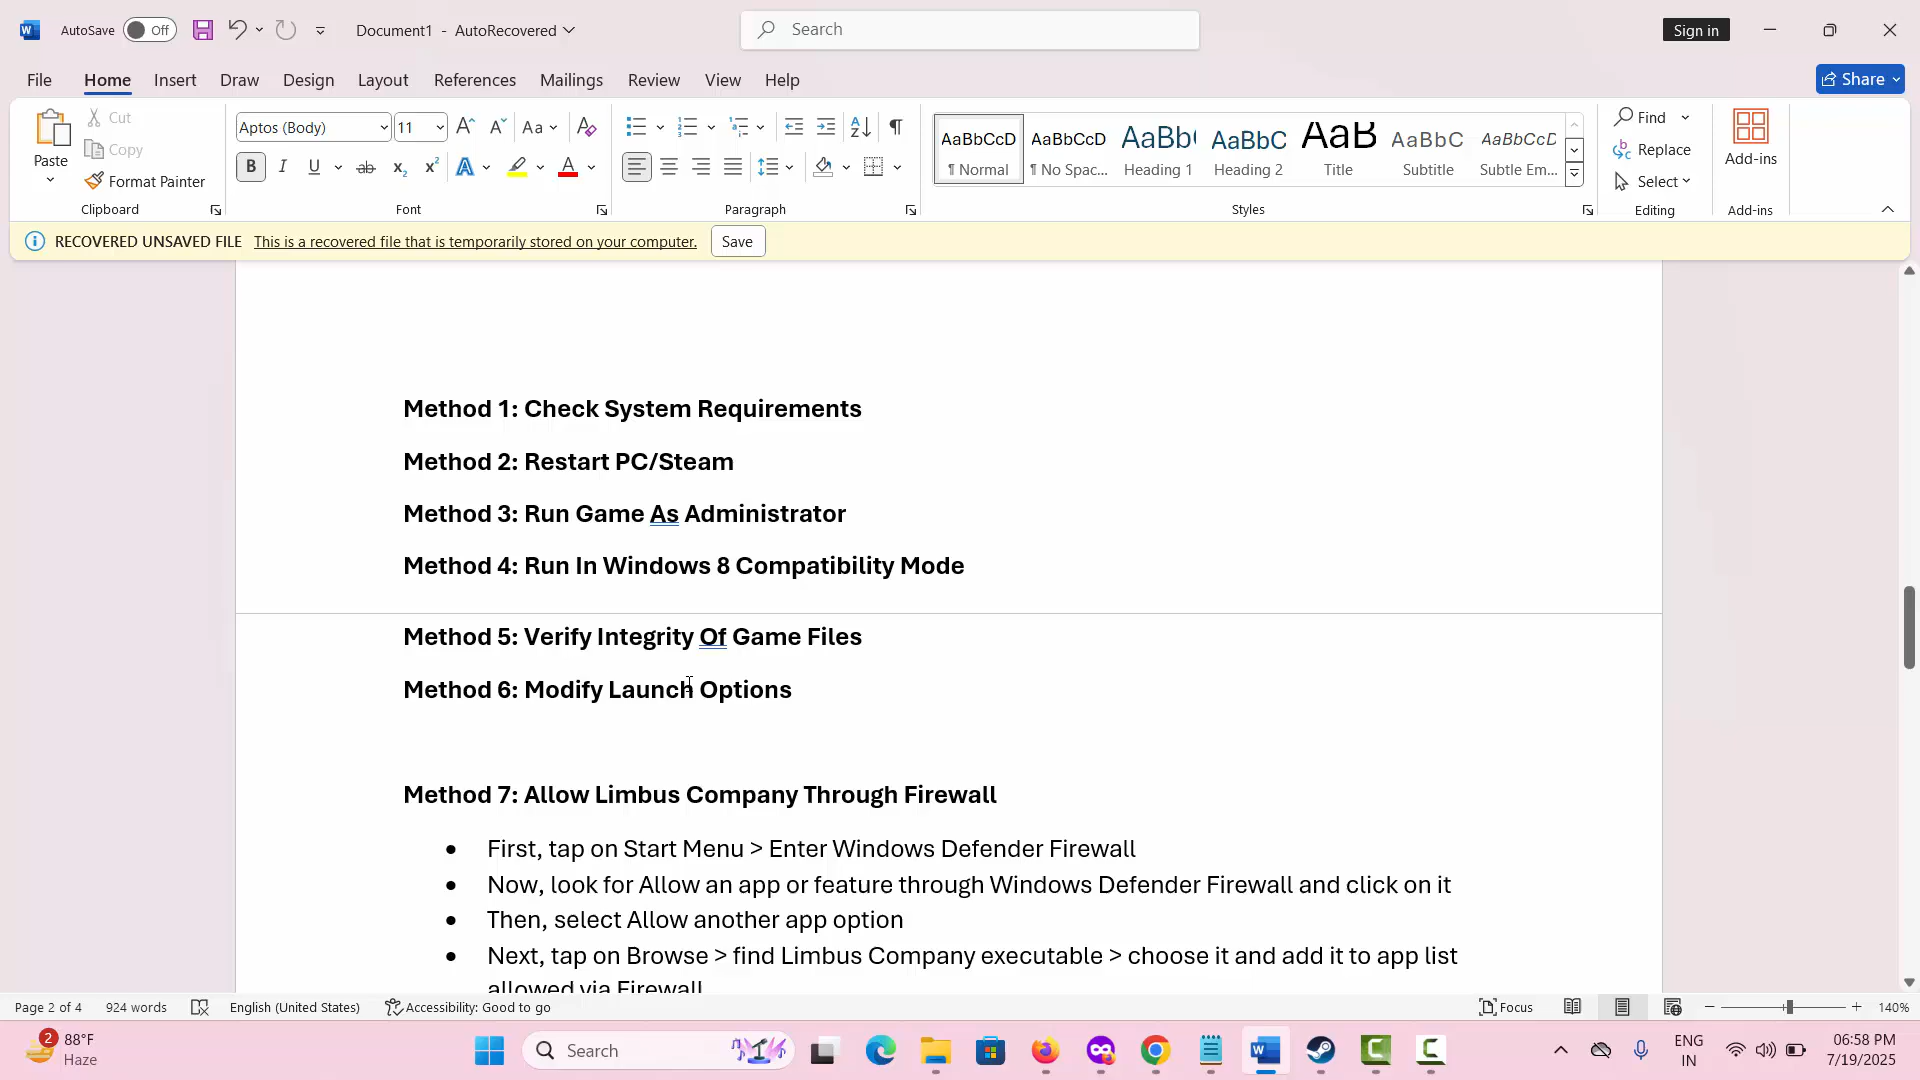 AutoSave Off Document1 - AutoRecovered Search Sign in
File Home Insert Draw Design Layout References Mailings Review View Help Share
Paste Cut Copy Format Painter Clipboard
Aptos (Body) 11 Aa
B I U ab x₂ x² A A Font
Paragraph
AaBbCcD AaBbCcD AaBb( AaBbC AaB AaBbC AaBbCcD
¶ Normal ¶ No Spac... Heading 1 Heading 2 Title Subtitle Subtle Em...
Styles
Find Replace Select Editing
Add-ins Add-ins
RECOVERED UNSAVED FILE This is a recovered file that is temporarily stored on your computer. Save
Method 1: Check System Requirements
Method 2: Restart PC/Steam
Method 3: Run Game As Administrator
Method 4: Run In Windows 8 Compatibility Mode
Method 5: Verify Integrity Of Game Files
Method 6: Modify Launch Options
Method 7: Allow Limbus Company Through Firewall
• First, tap on Start Menu > Enter Windows Defender Firewall
• Now, look for Allow an app or feature through Windows Defender Firewall and click on it
• Then, select Allow another app option
• Next, tap on Browse > find Limbus Company executable > choose it and add it to app list
allowed via Firewall
Page 2 of 4 924 words English (United States) Accessibility: Good to go Focus 140%
2 88°F Haze Search ENG IN 06:58 PM 7/19/2025